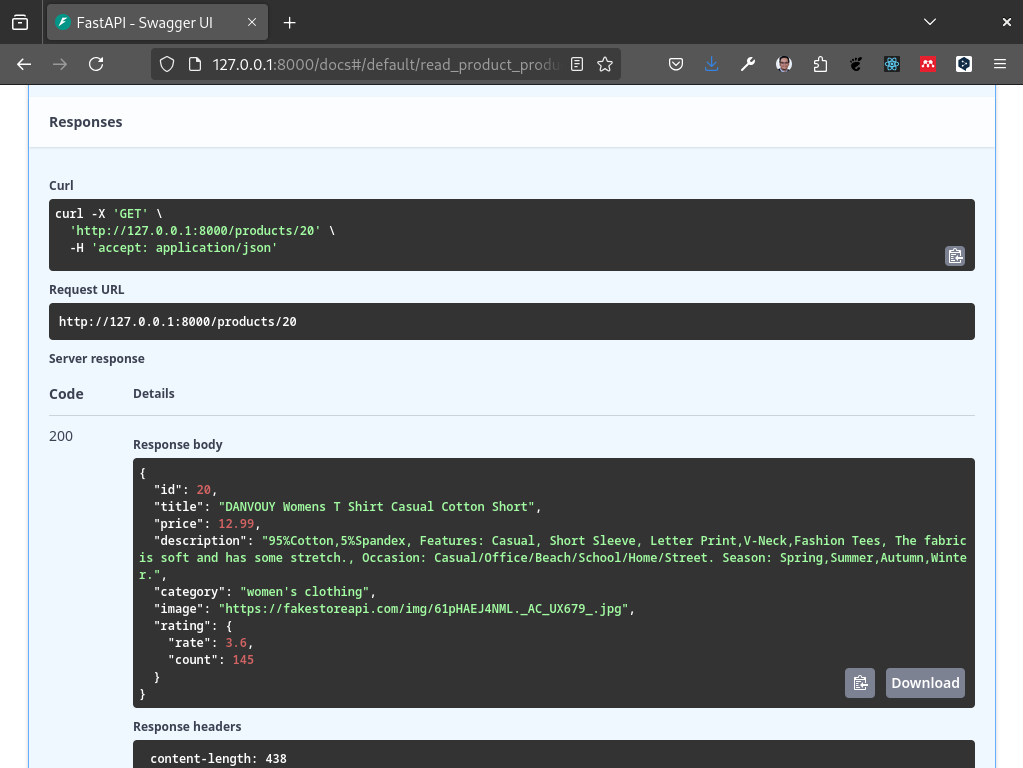 FastAPI - Swagger UI
127.0.0.1:8000/docs#/default/read_product_produ
Responses
Curl
curl -X 'GET' \
'http://127.0.0.1:8000/products/20' \
-H 'accept: application/json'
Request URL
http://127.0.0.1:8000/products/20
Server response
Code Details
200
Response body
{
"id": 20,
"title": "DANVOUY Womens T Shirt Casual Cotton Short",
"price": 12.99,
"description": "95%Cotton,5%Spandex, Features: Casual, Short Sleeve, Letter Print,V-Neck,Fashion Tees, The fabric
is soft and has some stretch., Occasion: Casual/Office/Beach/School/Home/Street. Season: Spring,Summer,Autumn,Winte
r.",
"category": "women's clothing",
"image": "https://fakestoreapi.com/img/61pHAEJ4NML._AC_UX679_.jpg",
"rating": {
"rate": 3.6,
"count": 145
}
}
Download
Response headers
content-length: 438